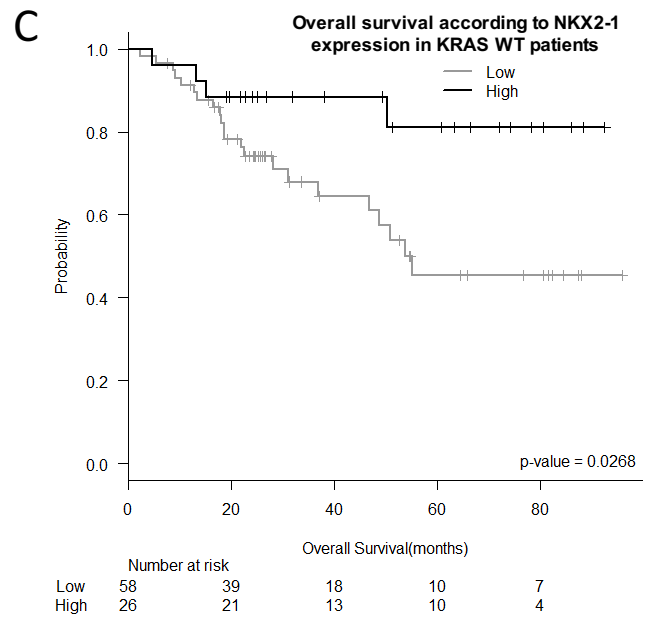 C
Overall survival according to NKX2-1
expression in KRAS WT patients
Low
High
1.0
0.8
0.6
0.4
0.2
0.0
Probability
p-value = 0.0268
0 20 40 60 80
Overall Survival(months)
Number at risk
Low 58 39 18 10 7
High 26 21 13 10 4